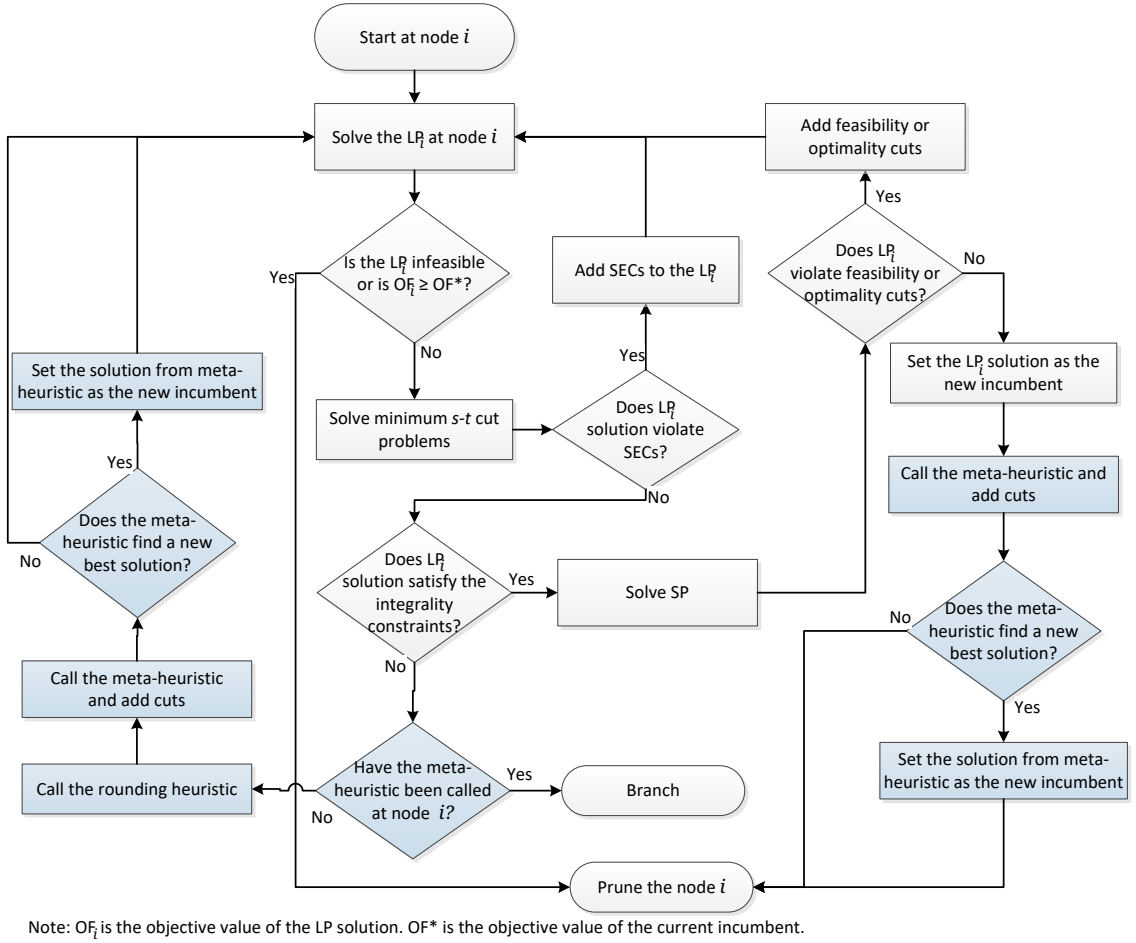 Start at node i
Solve the LPᵢ at node i
Add feasibility or
optimality cuts
Yes
Is the LPᵢ infeasible
or is OFᵢ ≥ OF*?
Yes
No
Add SECs to the LPᵢ
Does LPᵢ
violate feasibility or
optimality cuts?
No
Set the solution from meta-
heuristic as the new incumbent
Yes
Set the LPᵢ solution as the
new incumbent
Solve minimum s-t cut
problems
Does LPᵢ
solution violate
SECs?
No
Yes
Call the meta-heuristic and
add cuts
Does the meta-
heuristic find a new
best solution?
Yes
No
Does LPᵢ
solution satisfy the
integrality
constraints?
Yes
No
Solve SP
Does the meta-
heuristic find a new
best solution?
No
Yes
Call the meta-heuristic
and add cuts
Call the rounding heuristic
Have the meta-
heuristic been called
at node i?
Yes
No
Branch
Set the solution from meta-
heuristic as the new incumbent
Prune the node i
Note: OFᵢ is the objective value of the LP solution. OF* is the objective value of the current incumbent.